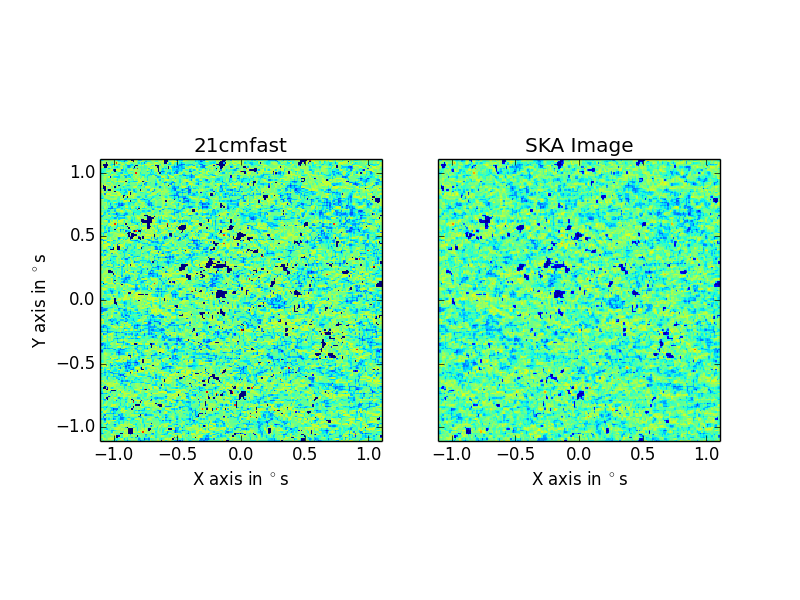 21cmfast
SKA Image
1.0
0.5
0.0
−0.5
−1.0
Y axis in °s
−1.0 −0.5 0.0 0.5 1.0
−1.0 −0.5 0.0 0.5 1.0
X axis in °s
X axis in °s